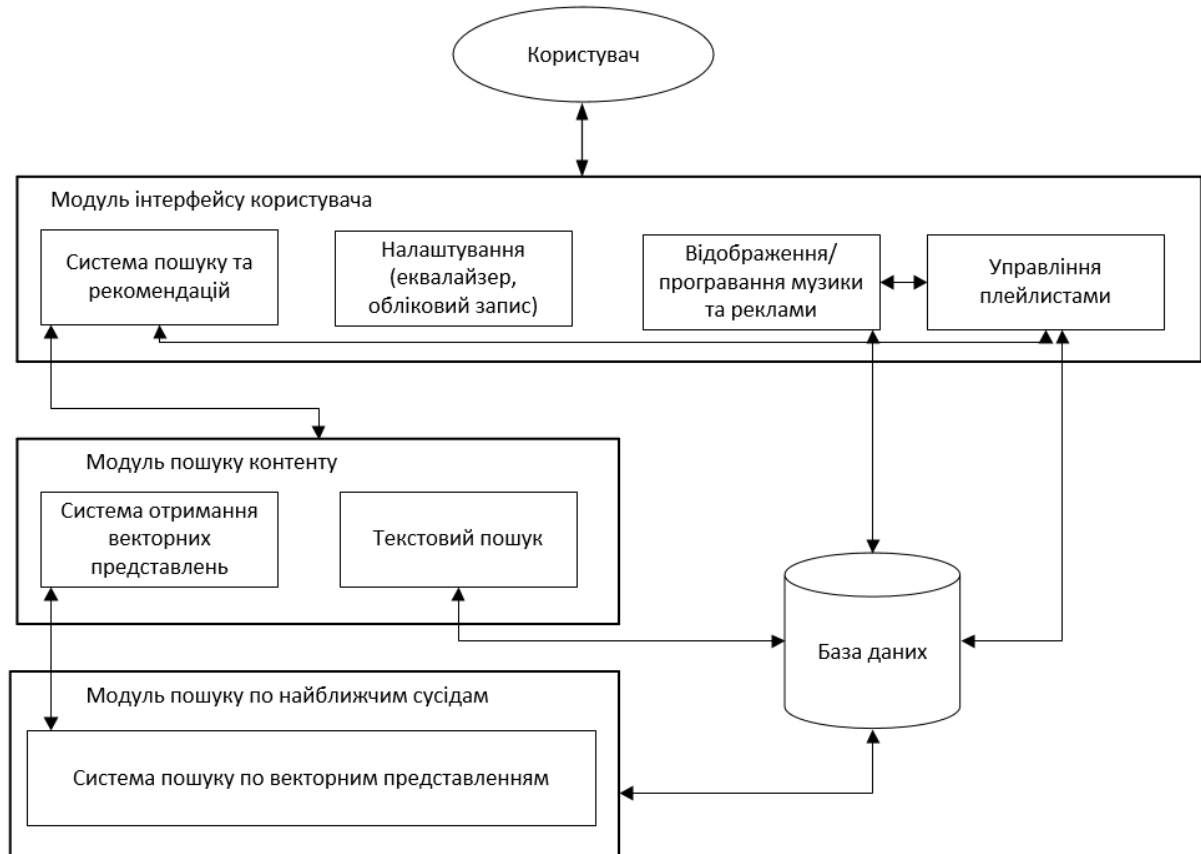 Користувач
Модуль інтерфейсу користувача
Система пошуку та
рекомендацій
Налаштування
(еквалайзер,
обліковий запис)
Відображення/
програвання музики
та реклами
Управління
плейлистами
Модуль пошуку контенту
Система отримання
векторних
представлень
Текстовий пошук
База даних
Модуль пошуку по найближчим сусідам
Система пошуку по векторним представленням